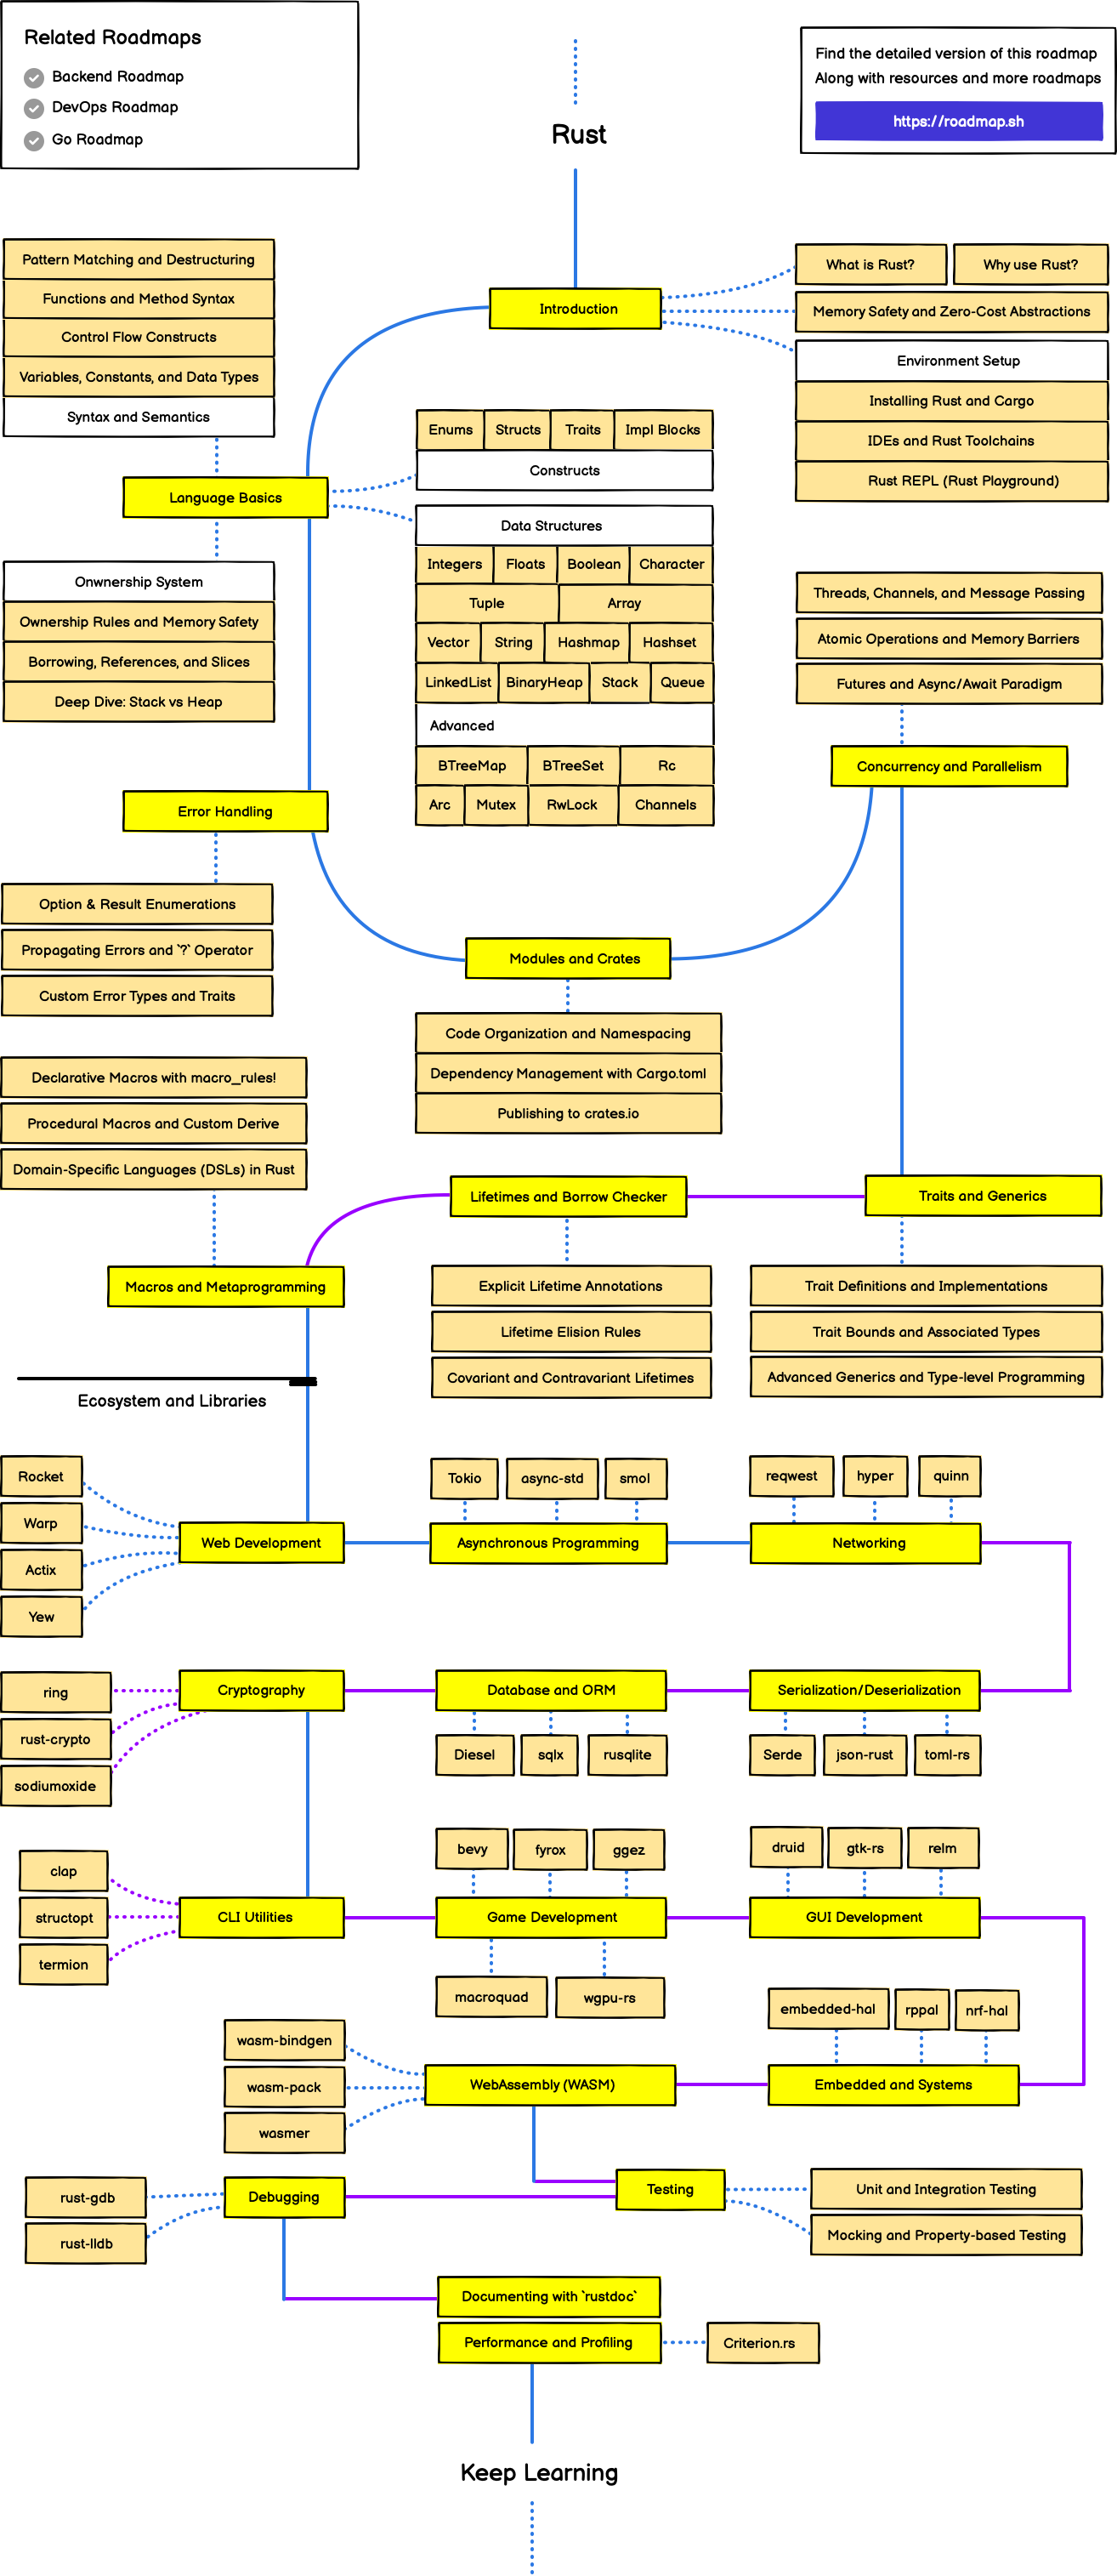 Related Roadmaps
Backend Roadmap
DevOps Roadmap
Go Roadmap
Find the detailed version of this roadmap
Along with resources and more roadmaps
https://roadmap.sh
Rust
Introduction
What is Rust?
Why use Rust?
Memory Safety and Zero-Cost Abstractions
Environment Setup
Installing Rust and Cargo
IDEs and Rust Toolchains
Rust REPL (Rust Playground)
Pattern Matching and Destructuring
Functions and Method Syntax
Control Flow Constructs
Variables, Constants, and Data Types
Syntax and Semantics
Language Basics
Enums
Structs
Traits
Impl Blocks
Constructs
Data Structures
Integers
Floats
Boolean
Character
Tuple
Array
Vector
String
Hashmap
Hashset
LinkedList
BinaryHeap
Stack
Queue
Advanced
BTreeMap
BTreeSet
Rc
Arc
Mutex
RwLock
Channels
Onwnership System
Ownership Rules and Memory Safety
Borrowing, References, and Slices
Deep Dive: Stack vs Heap
Threads, Channels, and Message Passing
Atomic Operations and Memory Barriers
Futures and Async/Await Paradigm
Concurrency and Parallelism
Error Handling
Option & Result Enumerations
Propagating Errors and `?` Operator
Custom Error Types and Traits
Modules and Crates
Code Organization and Namespacing
Dependency Management with Cargo.toml
Publishing to crates.io
Declarative Macros with macro_rules!
Procedural Macros and Custom Derive
Domain-Specific Languages (DSLs) in Rust
Lifetimes and Borrow Checker
Traits and Generics
Macros and Metaprogramming
Explicit Lifetime Annotations
Lifetime Elision Rules
Covariant and Contravariant Lifetimes
Trait Definitions and Implementations
Trait Bounds and Associated Types
Advanced Generics and Type-level Programming
Ecosystem and Libraries
Rocket
Warp
Actix
Yew
Web Development
Tokio
async-std
smol
Asynchronous Programming
reqwest
hyper
quinn
Networking
ring
rust-crypto
sodiumoxide
Cryptography
Database and ORM
Diesel
sqlx
rusqlite
Serialization/Deserialization
Serde
json-rust
toml-rs
clap
structopt
termion
CLI Utilities
bevy
fyrox
ggez
Game Development
macroquad
wgpu-rs
druid
gtk-rs
relm
GUI Development
embedded-hal
rppal
nrf-hal
Embedded and Systems
wasm-bindgen
wasm-pack
wasmer
WebAssembly (WASM)
rust-gdb
rust-lldb
Debugging
Testing
Unit and Integration Testing
Mocking and Property-based Testing
Documenting with `rustdoc`
Performance and Profiling
Criterion.rs
Keep Learning